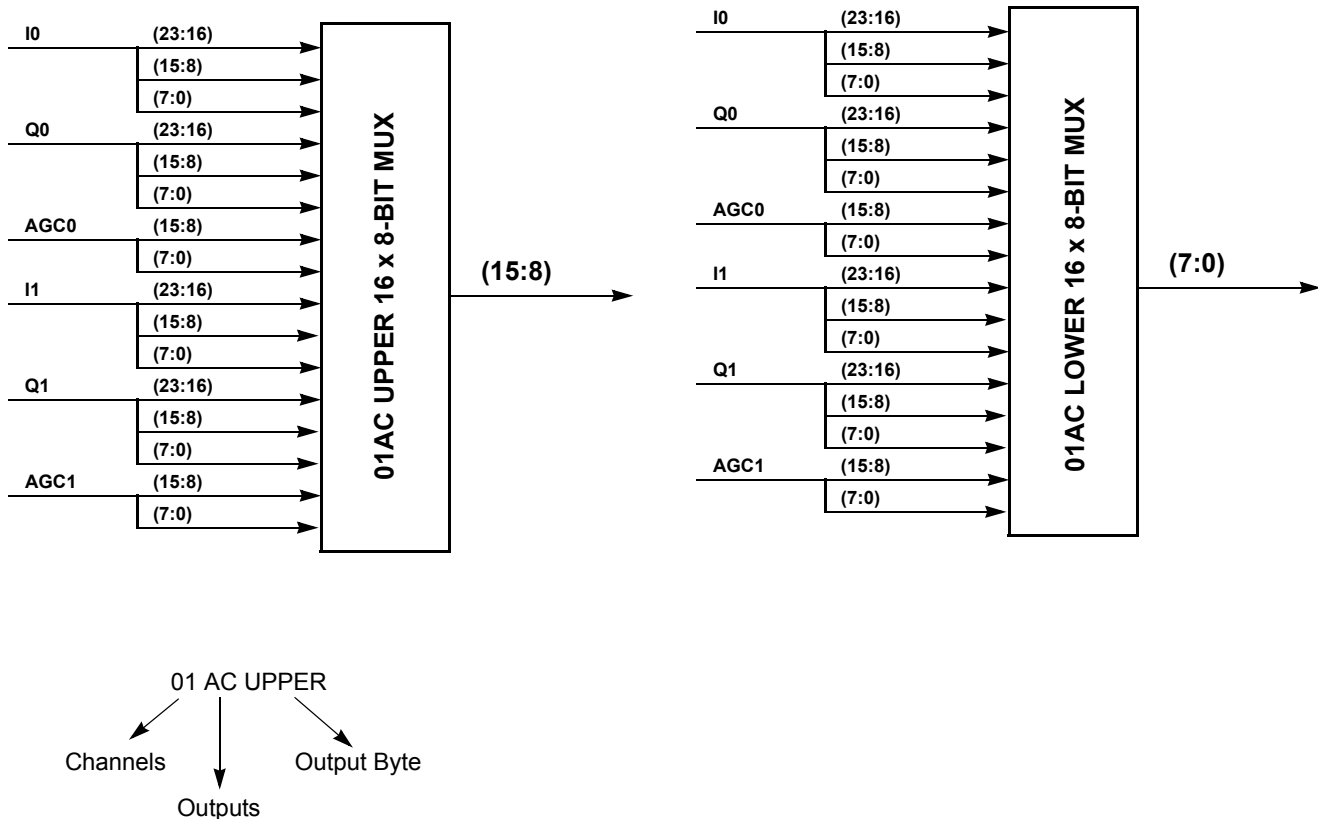 I0 (23:16)
(15:8)
(7:0)
Q0 (23:16)
(15:8)
(7:0)
AGC0 (15:8)
(7:0)
I1 (23:16)
(15:8)
(7:0)
Q1 (23:16)
(15:8)
(7:0)
AGC1 (15:8)
(7:0)
01AC UPPER 16 x 8-BIT MUX
(15:8)
I0 (23:16)
(15:8)
(7:0)
Q0 (23:16)
(15:8)
(7:0)
AGC0 (15:8)
(7:0)
I1 (23:16)
(15:8)
(7:0)
Q1 (23:16)
(15:8)
(7:0)
AGC1 (15:8)
(7:0)
01AC LOWER 16 x 8-BIT MUX
(7:0)
01 AC UPPER
Channels Output Byte
Outputs